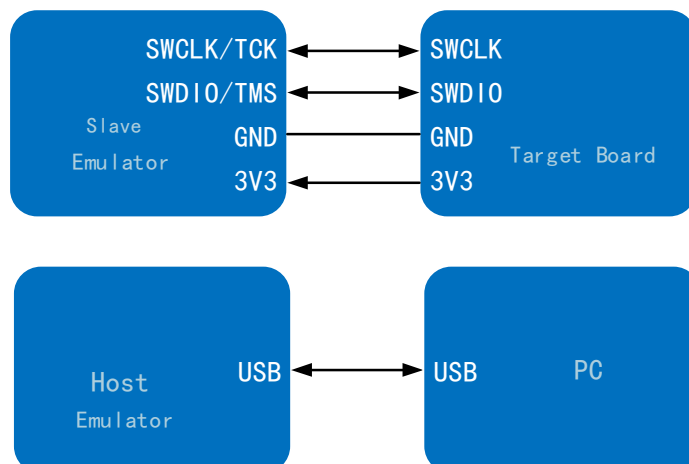 SWCLK/TCK
SWCLK
SWDIO/TMS
SWDIO
Slave
Emulator
GND
GND
Target Board
3V3
3V3
Host
Emulator
USB
USB
PC